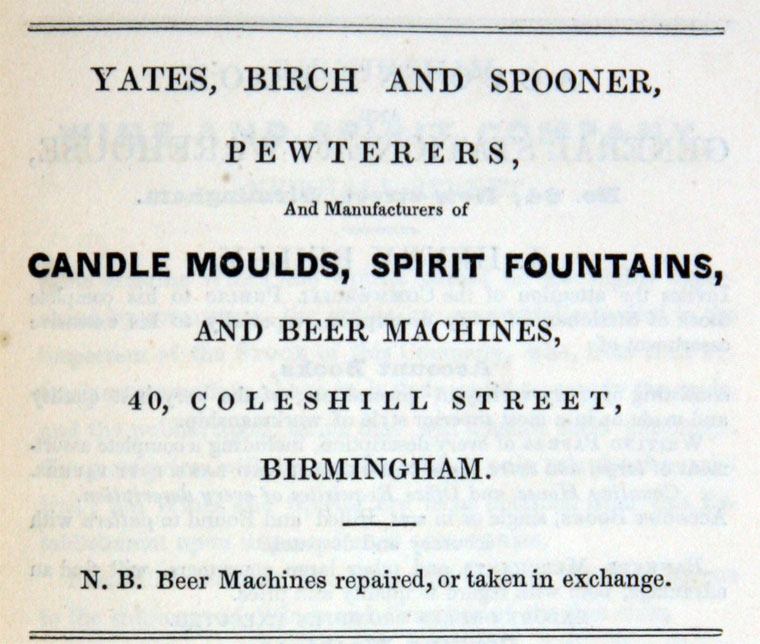 YATES, BIRCH AND SPOONER,
PEWTERERS,
And Manufacturers of
CANDLE MOULDS, SPIRIT FOUNTAINS,
AND BEER MACHINES,
40, COLESHILL STREET,
BIRMINGHAM.
N. B. Beer Machines repaired, or taken in exchange.